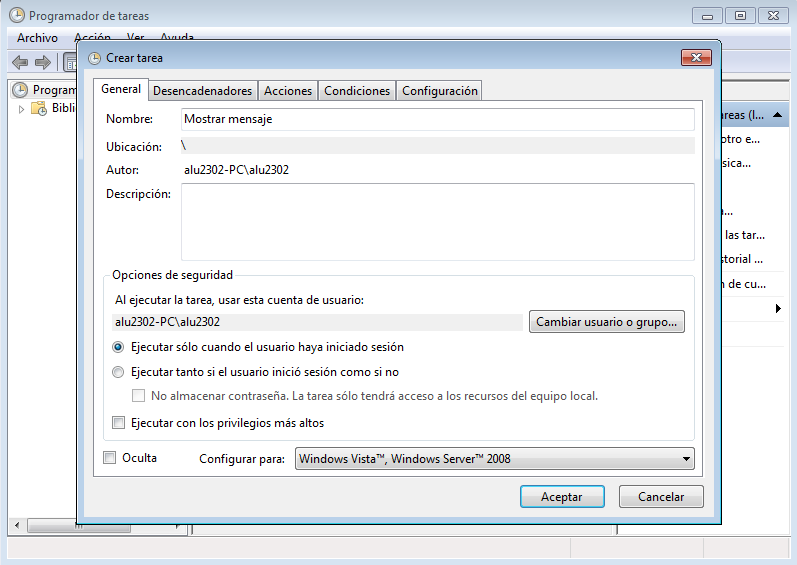 Programador de tareas
Archivo Acción Ver Ayuda
Crear tarea
Program
Bibli
General Desencadenadores Acciones Condiciones Configuración
Nombre: Mostrar mensaje
Ubicación: \
Autor: alu2302-PC\alu2302
Descripción:
Opciones de seguridad
Al ejecutar la tarea, usar esta cuenta de usuario:
alu2302-PC\alu2302 Cambiar usuario o grupo...
Ejecutar sólo cuando el usuario haya iniciado sesión
Ejecutar tanto si el usuario inició sesión como si no
No almacenar contraseña. La tarea sólo tendrá acceso a los recursos del equipo local.
Ejecutar con los privilegios más altos
Oculta Configurar para: Windows Vista™, Windows Server™ 2008
Aceptar Cancelar
reas (l...
otro e...
sica...
a...
las tar...
storial ...
n de cu...